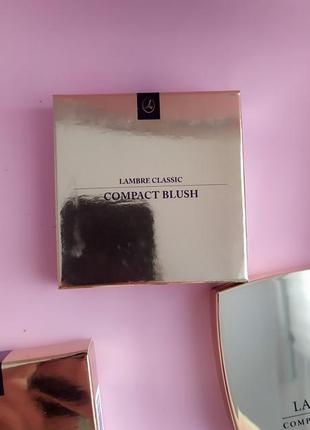 LAMBRE CLASSIC
COMPACT BLUSH
LA
COMP